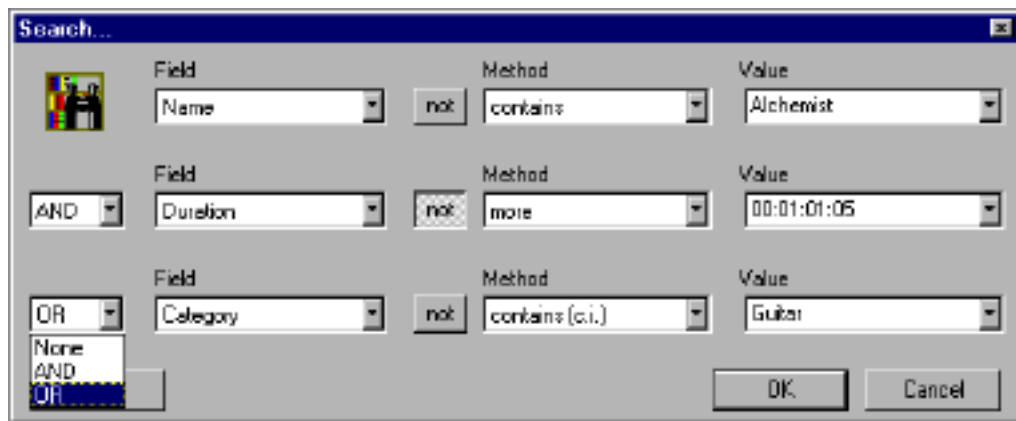 Search...
Field Method Value
Name not contains Alchemist
Field Method Value
AND Duration not more 00:01:01:05
Field Method Value
OR Category not contains (c.i.) Guitar
None
AND
OR
OK Cancel